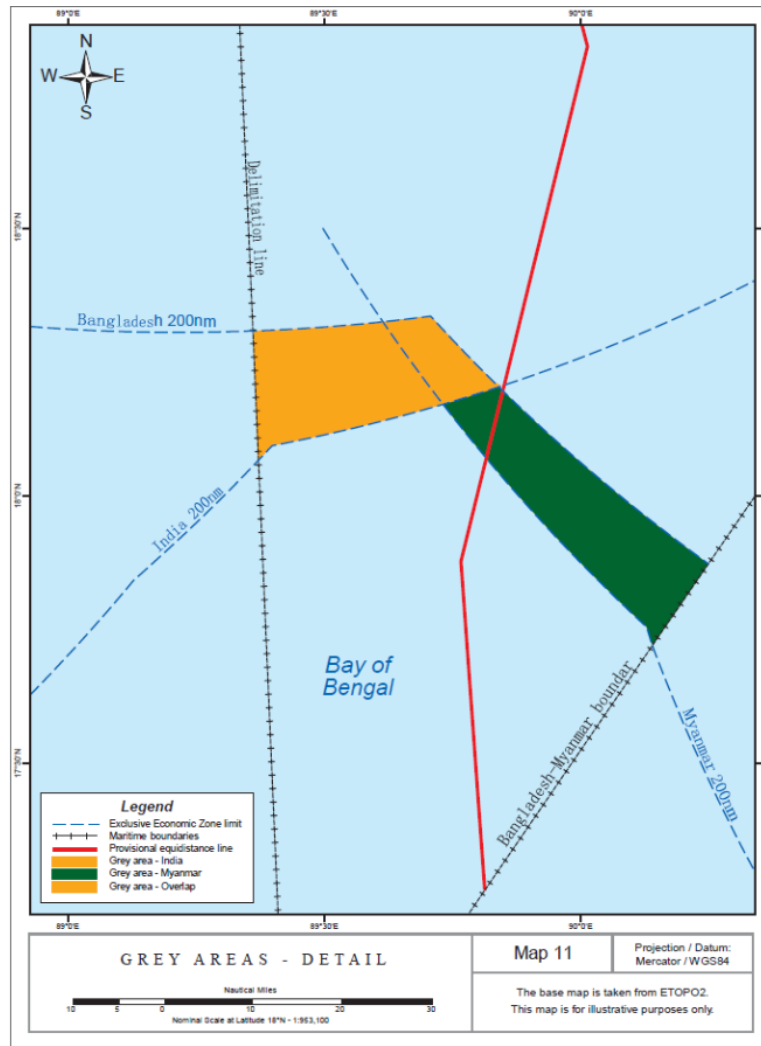 89°0'E 89°30'E 90°0'E
N
W E
S
Delimitation line
18°30'N
Bangladesh 200nm
18°0'N
India 200nm
Bay of
Bengal
Bangladesh-Myanmar boundar
Myanmar 200nm
17°30'N
Legend
Exclusive Economic Zone limit
Maritime boundaries
Provisional equidistance line
Grey area - India
Grey area - Myanmar
Grey area - Overlap
89°0'E 89°30'E 90°0'E
GREY AREAS - DETAIL
Nautical Miles
10 5 0 10 20 30
Nominal Scale at Latitude 18°N - 1:953,100
Map 11
Projection / Datum:
Mercator / WGS84
The base map is taken from ETOPO2.
This map is for illustrative purposes only.